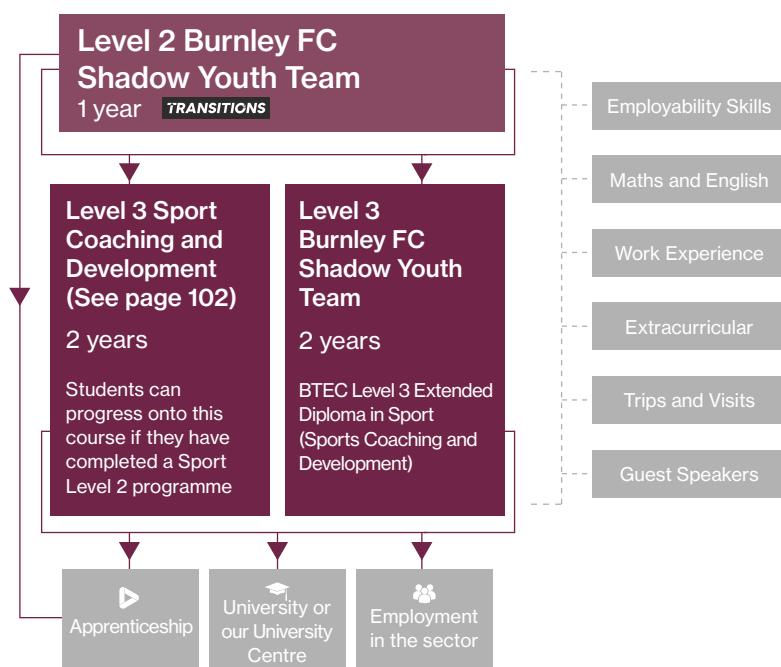 Level 2 Burnley FC
Shadow Youth Team
1 year TRANSITIONS
Level 3 Sport
Coaching and
Development
(See page 102)
2 years
Students can
progress onto this
course if they have
completed a Sport
Level 2 programme
Level 3
Burnley FC
Shadow Youth
Team
2 years
BTEC Level 3 Extended
Diploma in Sport
(Sports Coaching and
Development)
Employability Skills
Maths and English
Work Experience
Extracurricular
Trips and Visits
Guest Speakers
Apprenticeship
University or
our University
Centre
Employment
in the sector